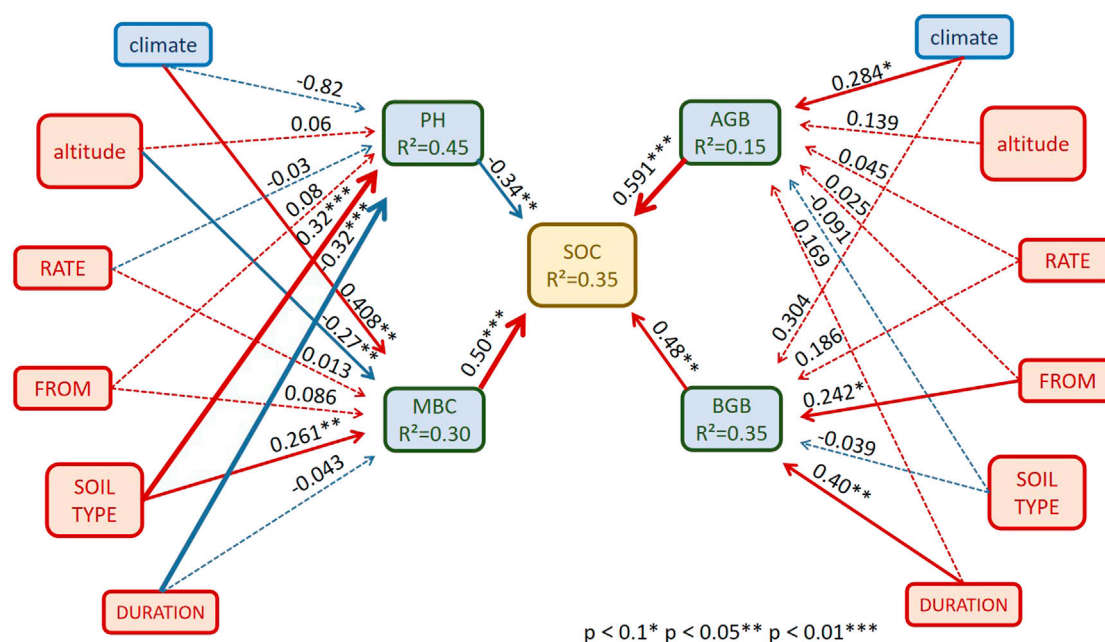 climate
climate
-0.82
0.284*
altitude
0.06
PH
R²=0.45
AGB
R²=0.15
0.139
altitude
-0.03
-0.34**
0.591***
0.045
0.08
0.025
0.32***
-0.091
-0.32***
0.169
RATE
SOC
R²=0.35
RATE
0.408**
-0.27**
0.50***
0.48**
0.304
0.013
0.186
FROM
0.086
MBC
R²=0.30
BGB
R²=0.35
0.242*
FROM
0.261**
-0.039
SOIL
TYPE
-0.043
0.40**
SOIL
TYPE
DURATION
DURATION
p < 0.1* p < 0.05** p < 0.01***